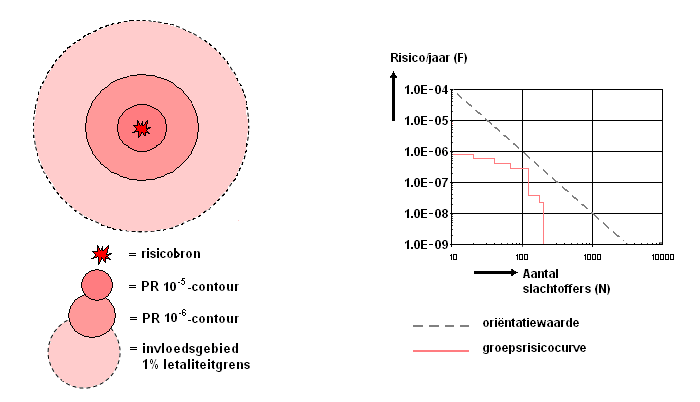 = risicobron
= PR 10-5-contour
= PR 10-6-contour
= invloedsgebied
1% letaliteitgrens
Risico/jaar (F)
1.0E-04
1.0E-05
1.0E-06
1.0E-07
1.0E-08
1.0E-09
10 100 1000 10000
Aantal
slachtoffers (N)
oriëntatiewaarde
groepsrisicocurve